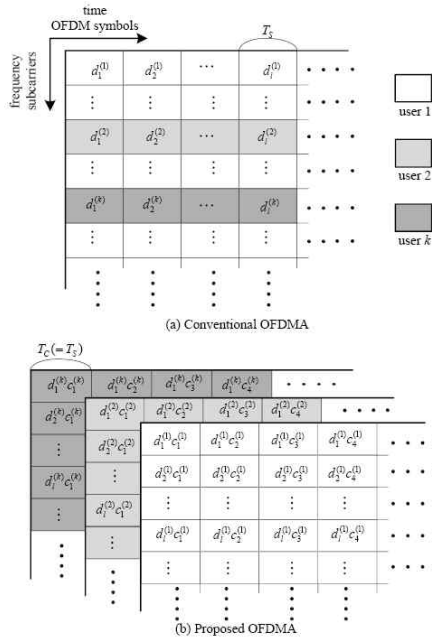 time
OFDM symbols
frequency
subcarriers
T_S
d_1^{(1)} d_2^{(1)} ⋯ d_i^{(1)} ····
⋮ ⋮ ⋮ ····
d_1^{(2)} d_2^{(2)} ⋯ d_i^{(2)} ····
⋮ ⋮ ⋮ ····
d_1^{(k)} d_2^{(k)} ⋯ d_i^{(k)} ····
⋮ ⋮ ⋮ ····
user 1
user 2
user k
(a) Conventional OFDMA
T_C(=T_S)
d_1^{(k)}c_1^{(k)} d_1^{(k)}c_2^{(k)} d_1^{(k)}c_3^{(k)} d_1^{(k)}c_4^{(k)} ····
d_2^{(k)}c_1^{(k)}
⋮
d_i^{(k)}c_1^{(k)}
⋮
d_1^{(2)}c_1^{(2)} d_1^{(2)}c_2^{(2)} d_1^{(2)}c_3^{(2)} d_1^{(2)}c_4^{(2)} ····
d_2^{(2)}c_1^{(2)}
⋮
d_i^{(2)}c_1^{(2)}
⋮
d_1^{(1)}c_1^{(1)} d_1^{(1)}c_2^{(1)} d_1^{(1)}c_3^{(1)} d_1^{(1)}c_4^{(1)} ···
d_2^{(1)}c_1^{(1)} d_2^{(1)}c_2^{(1)} d_2^{(1)}c_3^{(1)} d_2^{(1)}c_4^{(1)} ···
⋮ ⋮ ⋮ ⋮ ···
d_i^{(1)}c_1^{(1)} d_i^{(1)}c_2^{(1)} d_i^{(1)}c_3^{(1)} d_i^{(1)}c_4^{(1)} ···
⋮ ⋮ ⋮ ⋮ ···
(b) Proposed OFDMA